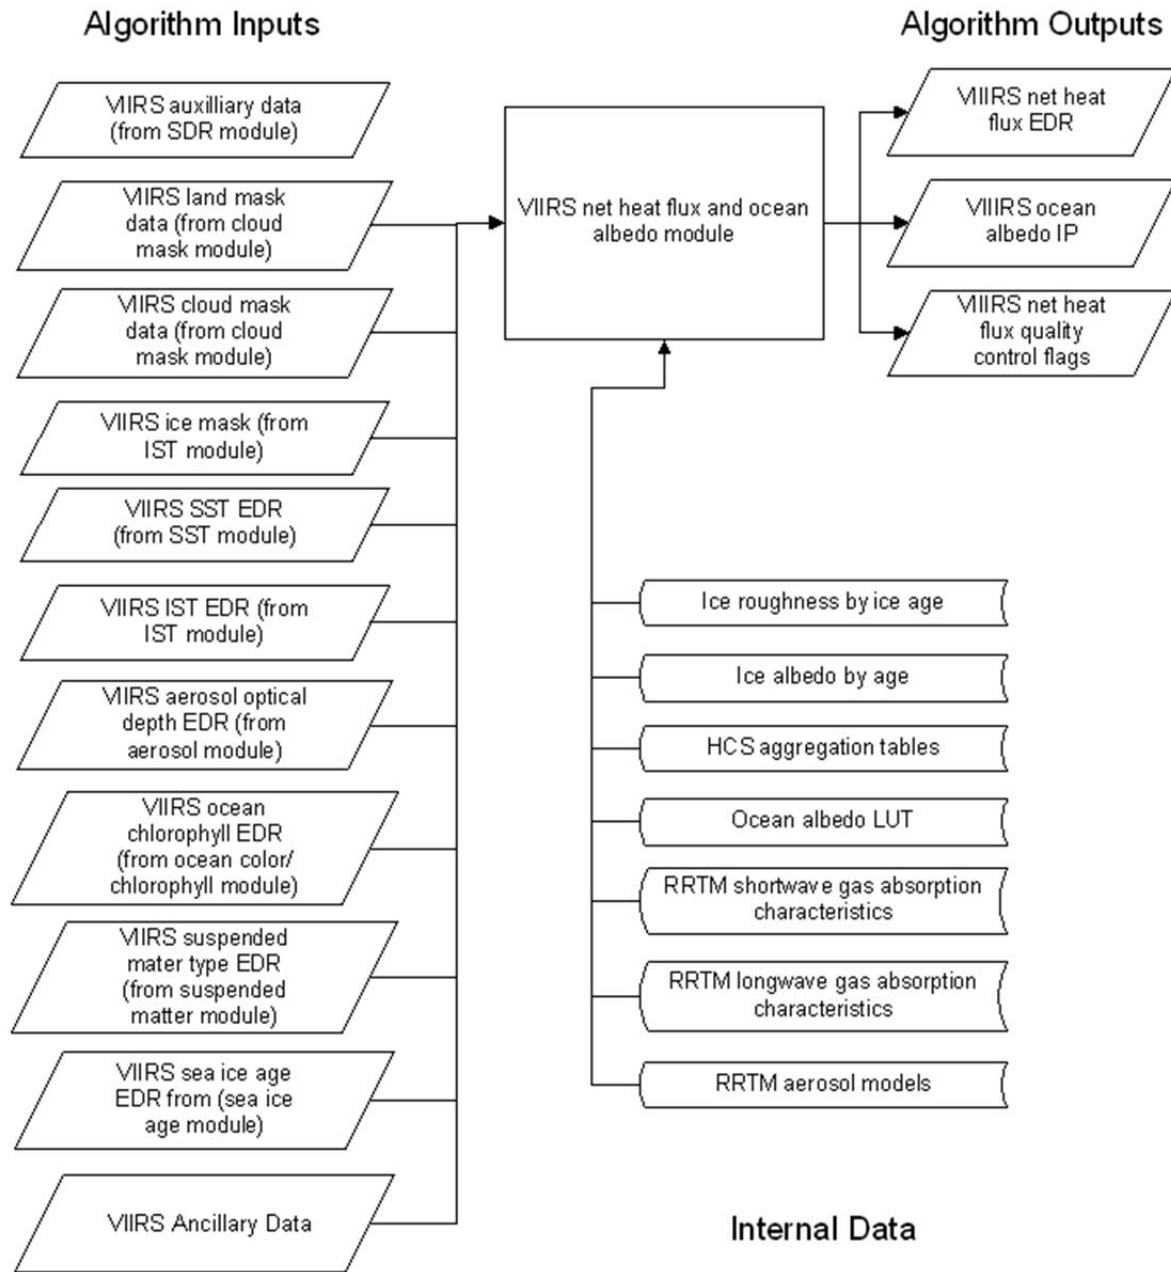 Algorithm Inputs
VIIRS auxilliary data
(from SDR module)
VIIRS land mask
data (from cloud
mask module)
VIIRS cloud mask
data (from cloud
mask module)
VIIRS ice mask (from
IST module)
VIIRS SST EDR
(from SST module)
VIIRS IST EDR (from
IST module)
VIIRS aerosol optical
depth EDR (from
aerosol module)
VIIRS ocean
chlorophyll EDR
(from ocean color/
chlorophyll module)
VIIRS suspended
mater type EDR
(from suspended
matter module)
VIIRS sea ice age
EDR from (sea ice
age module)
VIIRS Ancillary Data
VIIRS net heat flux and ocean
albedo module
Algorithm Outputs
VIIIRS net heat
flux EDR
VIIIRS ocean
albedo IP
VIIIRS net heat
flux quality
control flags
Ice roughness by ice age
Ice albedo by age
HCS aggregation tables
Ocean albedo LUT
RRTM shortwave gas absorption
characteristics
RRTM longwave gas absorption
characteristics
RRTM aerosol models
Internal Data